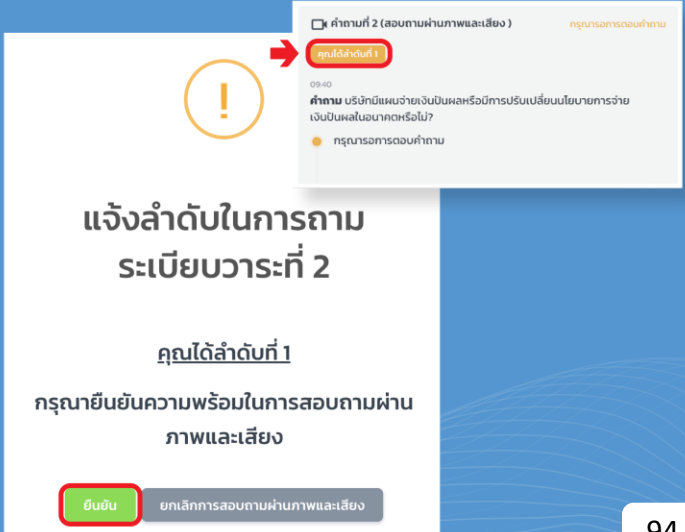 คำถามที่ 2 (สอบถามผ่านภาพและเสียง )
กรุณารอการตอบคำถาม
คุณได้ลำดับที่ 1
09:40
คำถาม บริษัทมีแผนจ่ายเงินปันผลหรือมีการปรับเปลี่ยนนโยบายการจ่าย
เงินปันผลในอนาคตหรือไม่?
กรุณารอการตอบคำถาม
!
แจ้งลำดับในการถาม
ระเบียบวาระที่ 2
คุณได้ลำดับที่ 1
กรุณายืนยันความพร้อมในการสอบถามผ่าน
ภาพและเสียง
ยืนยัน
ยกเลิกการสอบถามผ่านภาพและเสียง
94